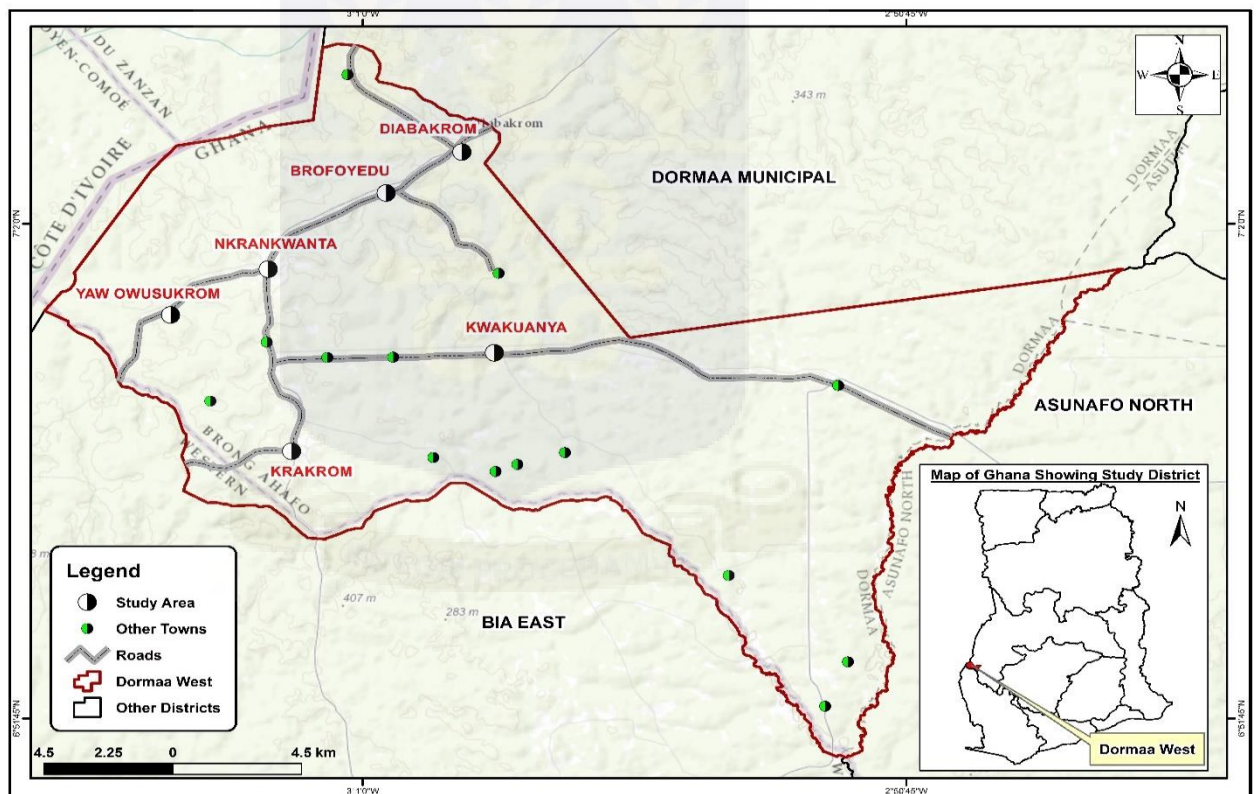 3°1'0"W
2°50'45"W
N
W E
S
V DU ZANZAN
OYEN-COMOÉ
GHANA
CÔTE D'IVOIRE
343 m
DIABAKROM
abakrom
BROFOYEDU
DORMAA MUNICIPAL
DORMAA
ASUTIFI
7°2'0"N
7°2'0"N
NKRANKWANTA
YAW OWUSUKROM
KWAKUANYA
DORMAA
ASUNAFO NORTH
KRAKROM
BRONG AHAFO
WESTERN
407 m
283 m
BIA EAST
DORMAA
ASUNAFO NORTH
8 m
Legend
Study Area
Other Towns
Roads
Dormaa West
Other Districts
4.5 2.25 0 4.5 km
Map of Ghana Showing Study District
N
Dormaa West
W
6°51'45"N
6°51'45"N
3°1'0"W
2°50'45"W